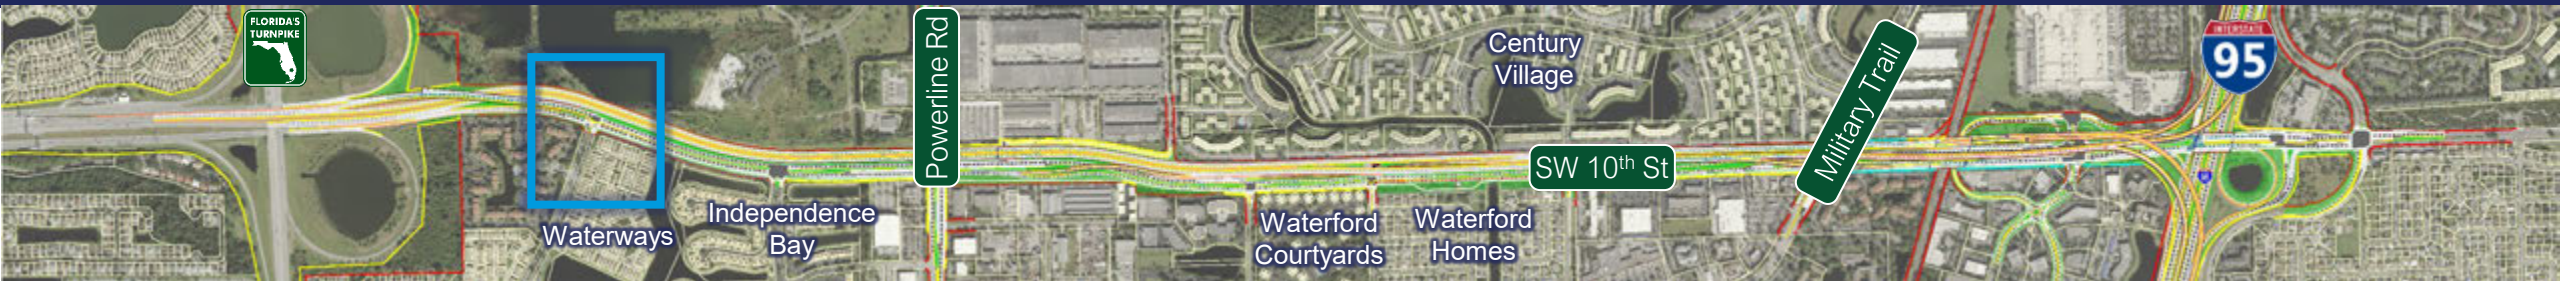 FLORIDA'S
TURNPIKE
Waterways
Independence
Bay
Powerline Rd
Century
Village
Waterford
Courtyards
Waterford
Homes
SW 10th St
Military Trail
INTERSTATE
95